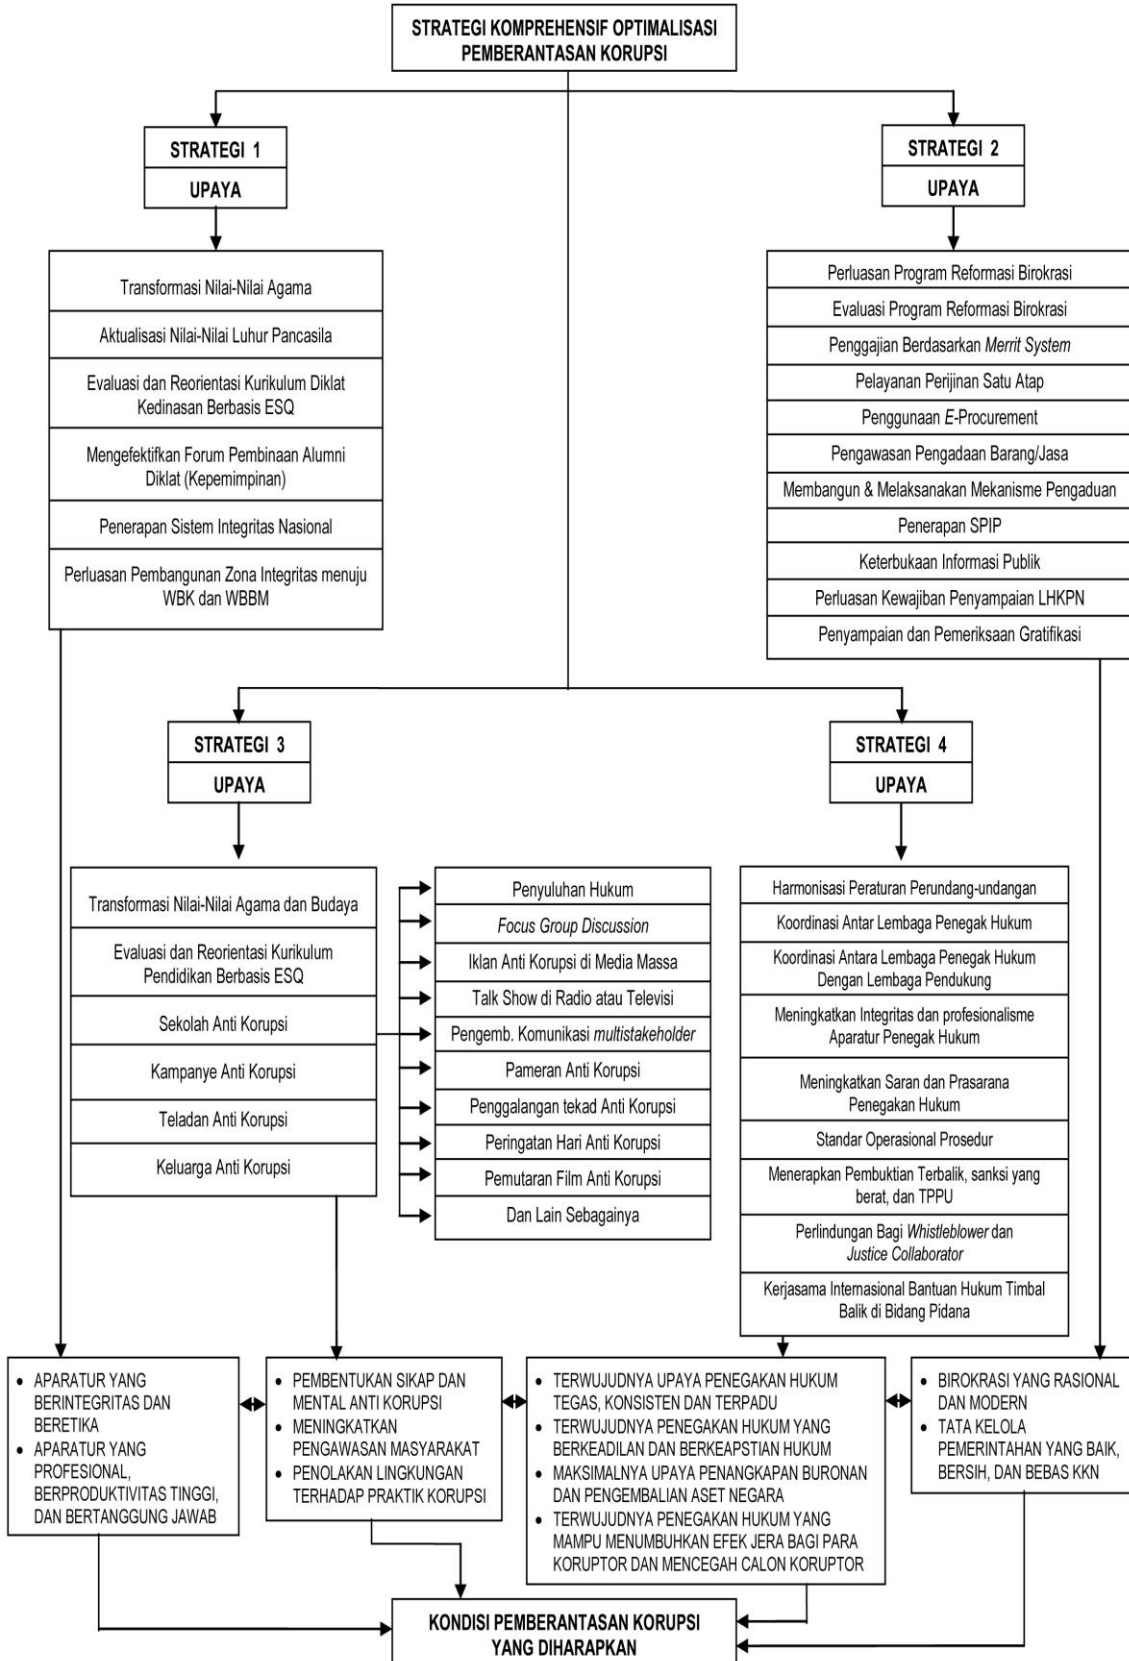 STRATEGI KOMPREHENSIF OPTIMALISASI
PEMBERANTASAN KORUPSI
STRATEGI 1
UPAYA
STRATEGI 2
UPAYA
Transformasi Nilai-Nilai Agama
Aktualisasi Nilai-Nilai Luhur Pancasila
Evaluasi dan Reorientasi Kurikulum Diklat
Kedinasan Berbasis ESQ
Mengefektifkan Forum Pembinaan Alumni
Diklat (Kepemimpinan)
Penerapan Sistem Integritas Nasional
Perluasan Pembangunan Zona Integritas menuju
WBK dan WBBM
Perluasan Program Reformasi Birokrasi
Evaluasi Program Reformasi Birokrasi
Penggajian Berdasarkan Merrit System
Pelayanan Perijinan Satu Atap
Penggunaan E-Procurement
Pengawasan Pengadaan Barang/Jasa
Membangun & Melaksanakan Mekanisme Pengaduan
Penerapan SPIP
Keterbukaan Informasi Publik
Perluasan Kewajiban Penyampaian LHKPN
Penyampaian dan Pemeriksaan Gratifikasi
STRATEGI 3
UPAYA
STRATEGI 4
UPAYA
Transformasi Nilai-Nilai Agama dan Budaya
Evaluasi dan Reorientasi Kurikulum
Pendidikan Berbasis ESQ
Sekolah Anti Korupsi
Kampanye Anti Korupsi
Teladan Anti Korupsi
Keluarga Anti Korupsi
Penyuluhan Hukum
Focus Group Discussion
Iklan Anti Korupsi di Media Massa
Talk Show di Radio atau Televisi
Pengemb. Komunikasi multistakeholder
Pameran Anti Korupsi
Penggalangan tekad Anti Korupsi
Peringatan Hari Anti Korupsi
Pemutaran Film Anti Korupsi
Dan Lain Sebagainya
Harmonisasi Peraturan Perundang-undangan
Koordinasi Antar Lembaga Penegak Hukum
Koordinasi Antara Lembaga Penegak Hukum
Dengan Lembaga Pendukung
Meningkatkan Integritas dan profesionalisme
Aparatur Penegak Hukum
Meningkatkan Saran dan Prasarana
Penegakan Hukum
Standar Operasional Prosedur
Menerapkan Pembuktian Terbalik, sanksi yang
berat, dan TPPU
Perlindungan Bagi Whistleblower dan
Justice Collaborator
Kerjasama Internasional Bantuan Hukum Timbal
Balik di Bidang Pidana
• APARATUR YANG
BERINTEGRITAS DAN
BERETIKA
• APARATUR YANG
PROFESIONAL,
BERPRODUKTIVITAS TINGGI,
DAN BERTANGGUNG JAWAB
• PEMBENTUKAN SIKAP DAN
MENTAL ANTI KORUPSI
• MENINGKATKAN
PENGAWASAN MASYARAKAT
• PENOLAKAN LINGKUNGAN
TERHADAP PRAKTIK KORUPSI
• TERWUJUDNYA UPAYA PENEGAKAN HUKUM
TEGAS, KONSISTEN DAN TERPADU
• TERWUJUDNYA PENEGAKAN HUKUM YANG
BERKEADILAN DAN BERKEAPSTIAN HUKUM
• MAKSIMALNYA UPAYA PENANGKAPAN BURONAN
DAN PENGEMBALIAN ASET NEGARA
• TERWUJUDNYA PENEGAKAN HUKUM YANG
MAMPU MENUMBUHKAN EFEK JERA BAGI PARA
KORUPTOR DAN MENCEGAH CALON KORUPTOR
• BIROKRASI YANG RASIONAL
DAN MODERN
• TATA KELOLA
PEMERINTAHAN YANG BAIK,
BERSIH, DAN BEBAS KKN
KONDISI PEMBERANTASAN KORUPSI
YANG DIHARAPKAN